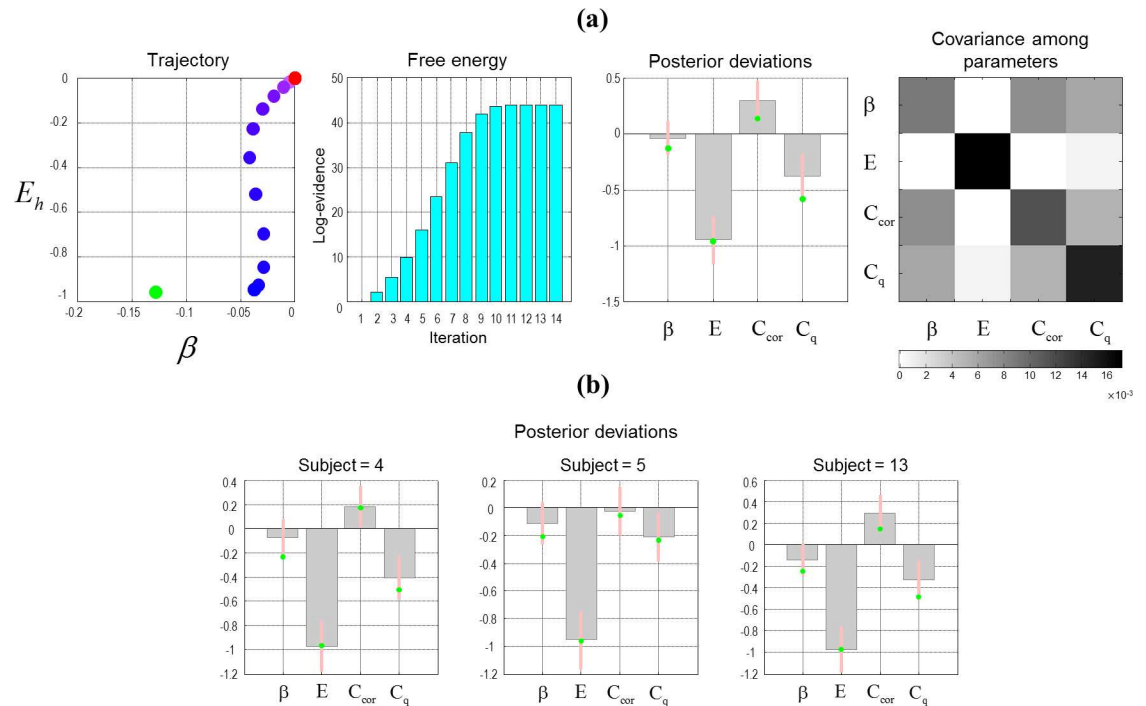 (a)
Trajectory
0
-0.2
-0.4
-0.6
-0.8
-1
E_h
-0.2 -0.15 -0.1 -0.05 0
β
Free energy
50
45
40
35
30
25
20
15
10
5
0
Log-evidence
1 2 3 4 5 6 7 8 9 10 11 12 13 14
Iteration
Posterior deviations
0.5
0
-0.5
-1
-1.5
β E C_cor C_q
Covariance among
parameters
β
E
C_cor
C_q
β E C_cor C_q
0 2 4 6 8 10 12 14 16
×10⁻³
(b)
Posterior deviations
Subject = 4
0.4
0.2
0
-0.2
-0.4
-0.6
-0.8
-1
-1.2
β E C_cor C_q
Subject = 5
0.2
0
-0.2
-0.4
-0.6
-0.8
-1
-1.2
β E C_cor C_q
Subject = 13
0.6
0.4
0.2
0
-0.2
-0.4
-0.6
-0.8
-1
-1.2
β E C_cor C_q